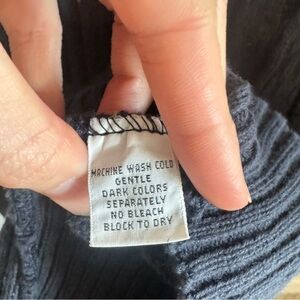 MACHINE WASH COLD
GENTLE
DARK COLORS
SEPARATELY
NO BLEACH
BLOCK TO DRY